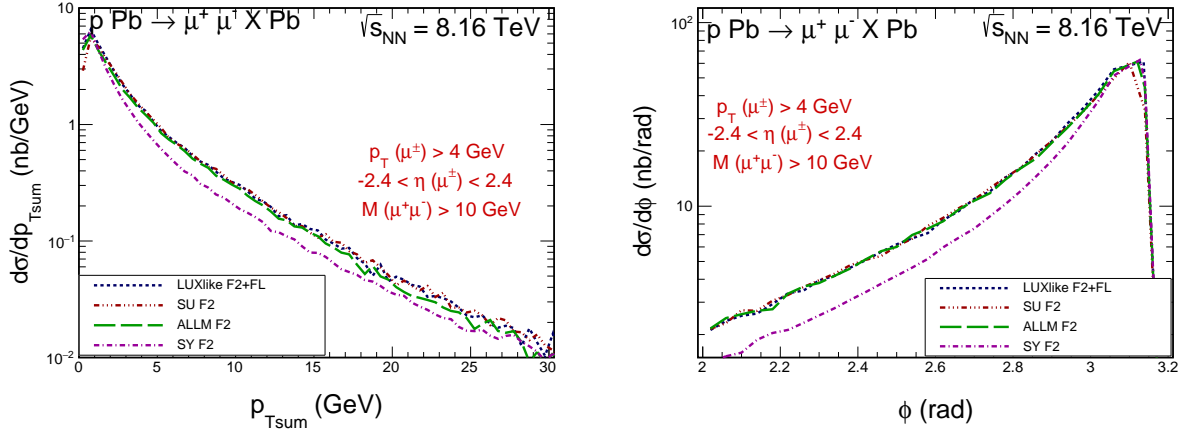 p Pb → μ⁺ μ⁻ X Pb
√s_NN = 8.16 TeV
p_T (μ^±) > 4 GeV
-2.4 < η (μ^±) < 2.4
M (μ⁺μ⁻) > 10 GeV
LUXlike F2+FL
SU F2
ALLM F2
SY F2
dσ/dp_Tsum (nb/GeV)
10
1
10⁻¹
10⁻²
0 5 10 15 20 25 30
p_Tsum (GeV)
p Pb → μ⁺ μ⁻ X Pb
√s_NN = 8.16 TeV
p_T (μ^±) > 4 GeV
-2.4 < η (μ^±) < 2.4
M (μ⁺μ⁻) > 10 GeV
LUXlike F2+FL
SU F2
ALLM F2
SY F2
dσ/dφ (nb/rad)
10²
10
2 2.2 2.4 2.6 2.8 3 3.2
φ (rad)